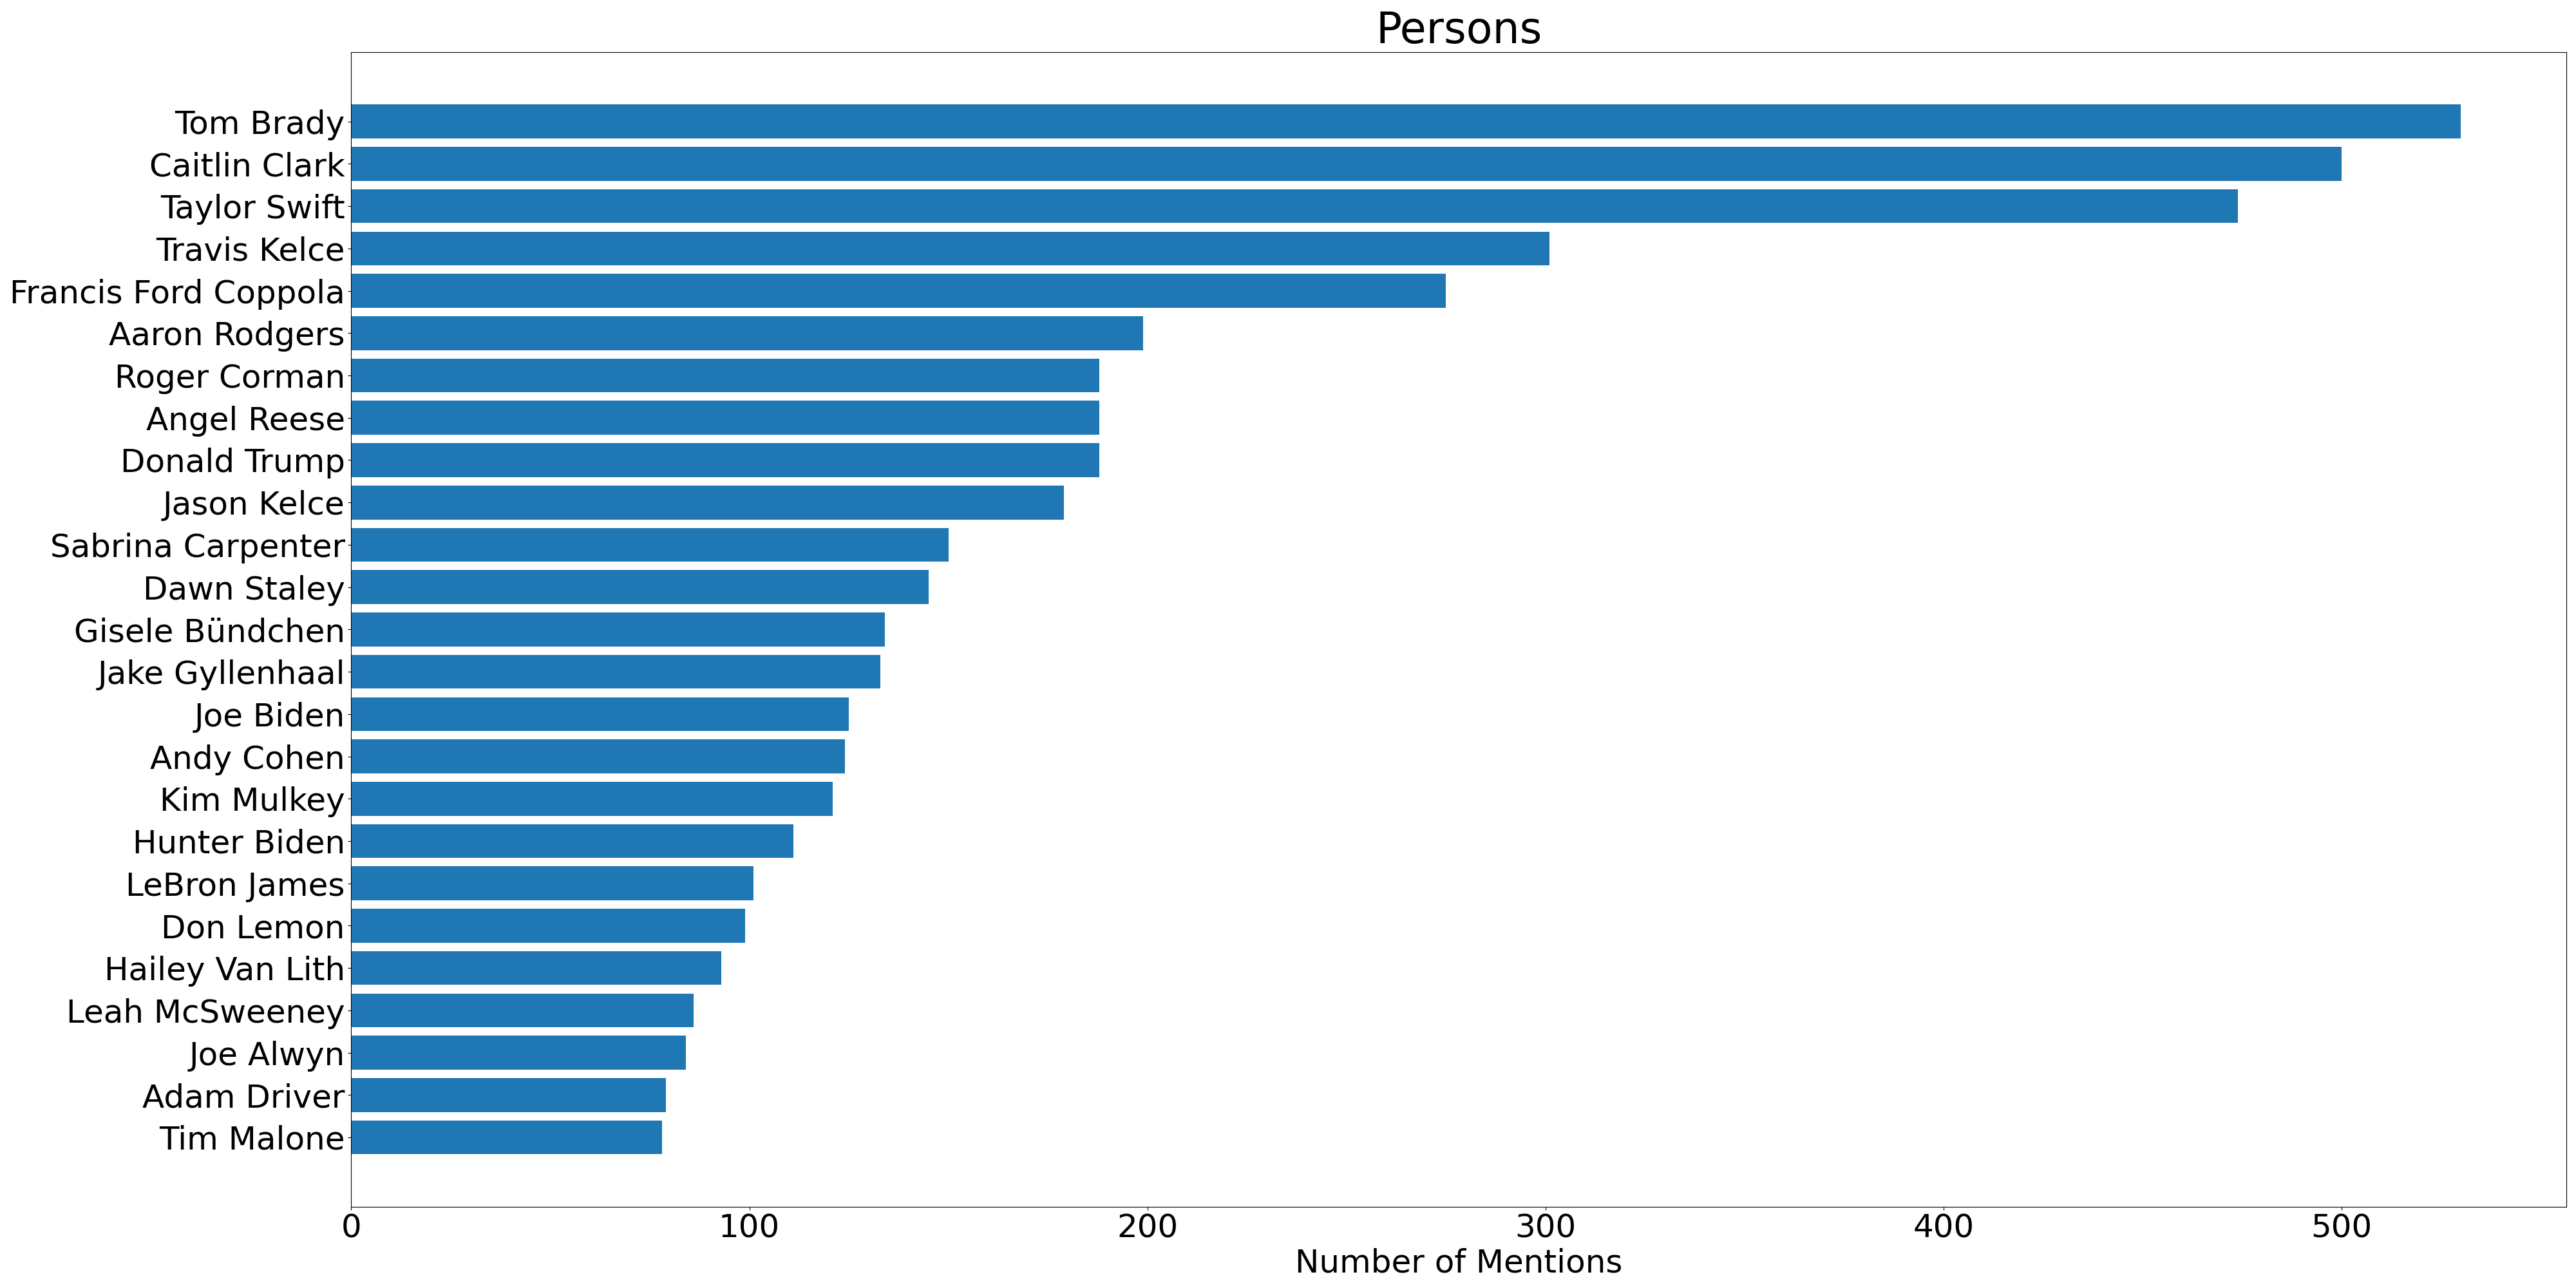 Persons
Tom Brady
Caitlin Clark
Taylor Swift
Travis Kelce
Francis Ford Coppola
Aaron Rodgers
Roger Corman
Angel Reese
Donald Trump
Jason Kelce
Sabrina Carpenter
Dawn Staley
Gisele Bündchen
Jake Gyllenhaal
Joe Biden
Andy Cohen
Kim Mulkey
Hunter Biden
LeBron James
Don Lemon
Hailey Van Lith
Leah McSweeney
Joe Alwyn
Adam Driver
Tim Malone
0 100 200 300 400 500
Number of Mentions